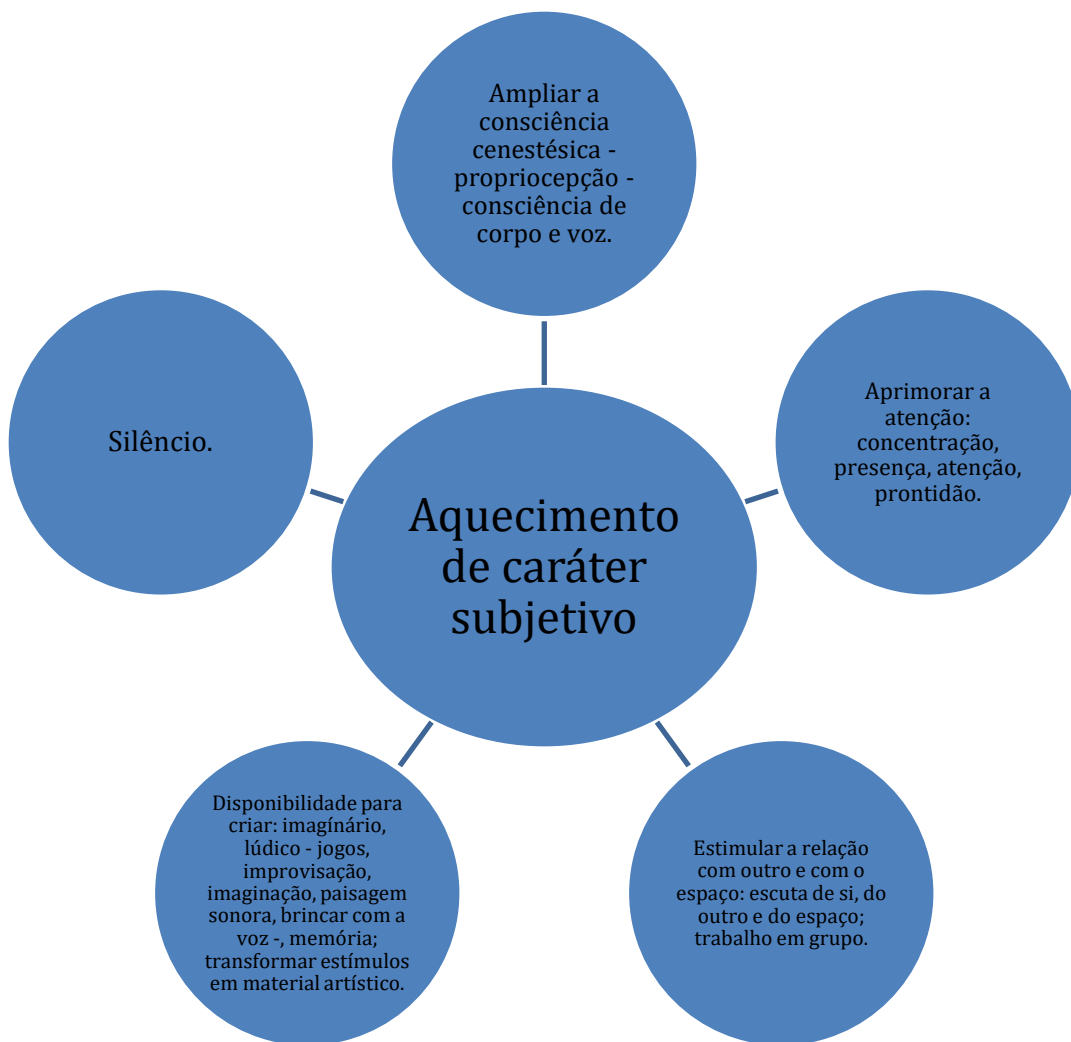 Ampliar a
consciência
cenestésica -
propriocepção -
consciência de
corpo e voz.
Aprimorar a
atenção:
concentração,
presença, atenção,
prontidão.
Silêncio.
Aquecimento
de caráter
subjetivo
Disponibilidade para
criar: imagínário,
lúdico - jogos,
improvisação,
imaginação, paisagem
sonora, brincar com a
voz -, memória;
transformar estímulos
em material artístico.
Estimular a relação
com outro e com o
espaço: escuta de si, do
outro e do espaço;
trabalho em grupo.